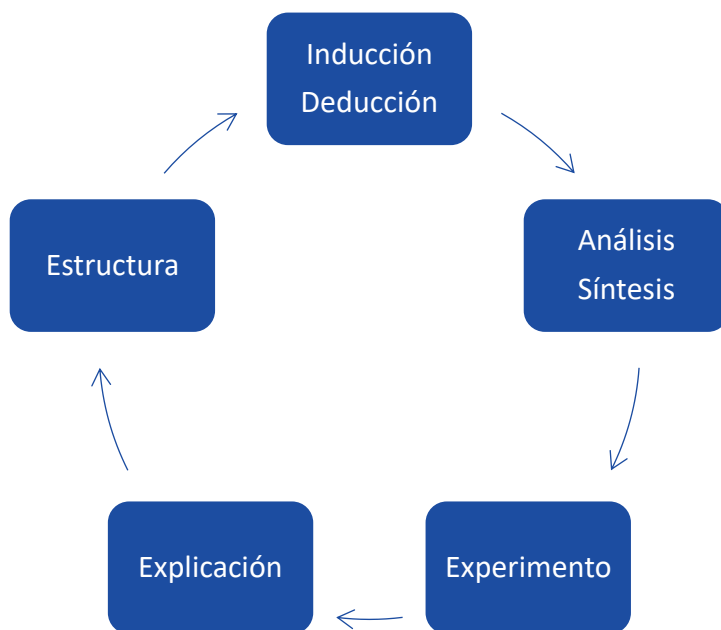 Inducción
Deducción
Análisis
Síntesis
Experimento
Explicación
Estructura